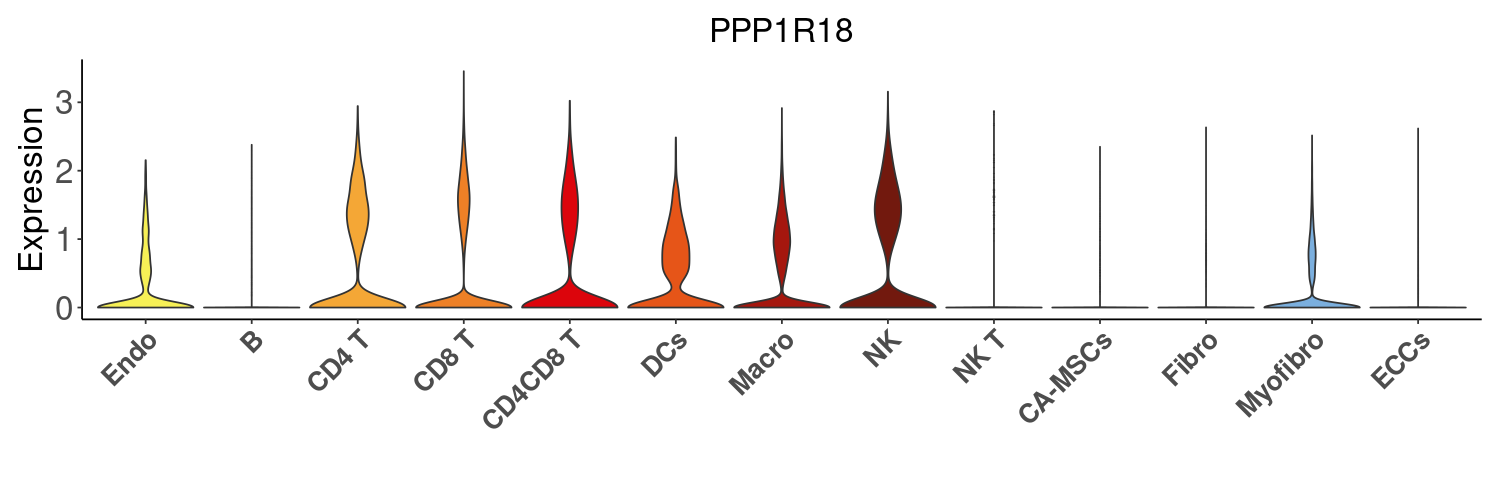 PPP1R18
Expression
3
2
1
0
Endo
B
CD4 T
CD8 T
CD4CD8 T
DCs
Macro
NK
NK T
CA-MSCs
Fibro
Myofibro
ECCs